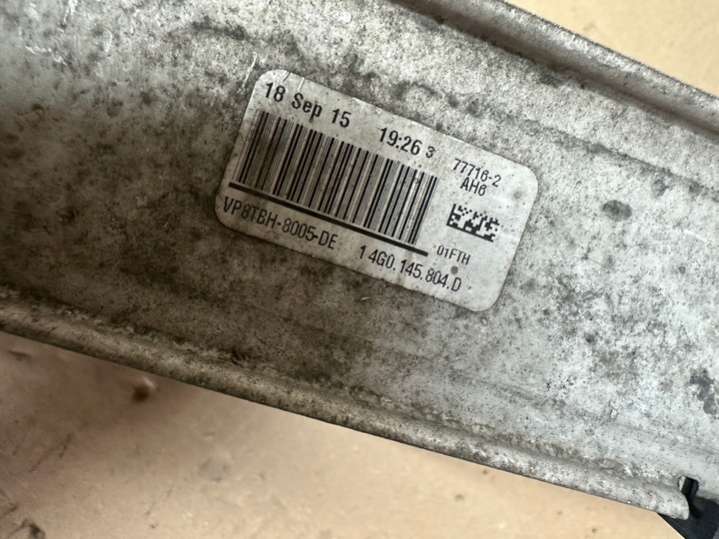 18 Sep 15 19:26 3
77716-2
AH6
01FTH
VP8TBH-8005-DE 1 4G0.145.804.D